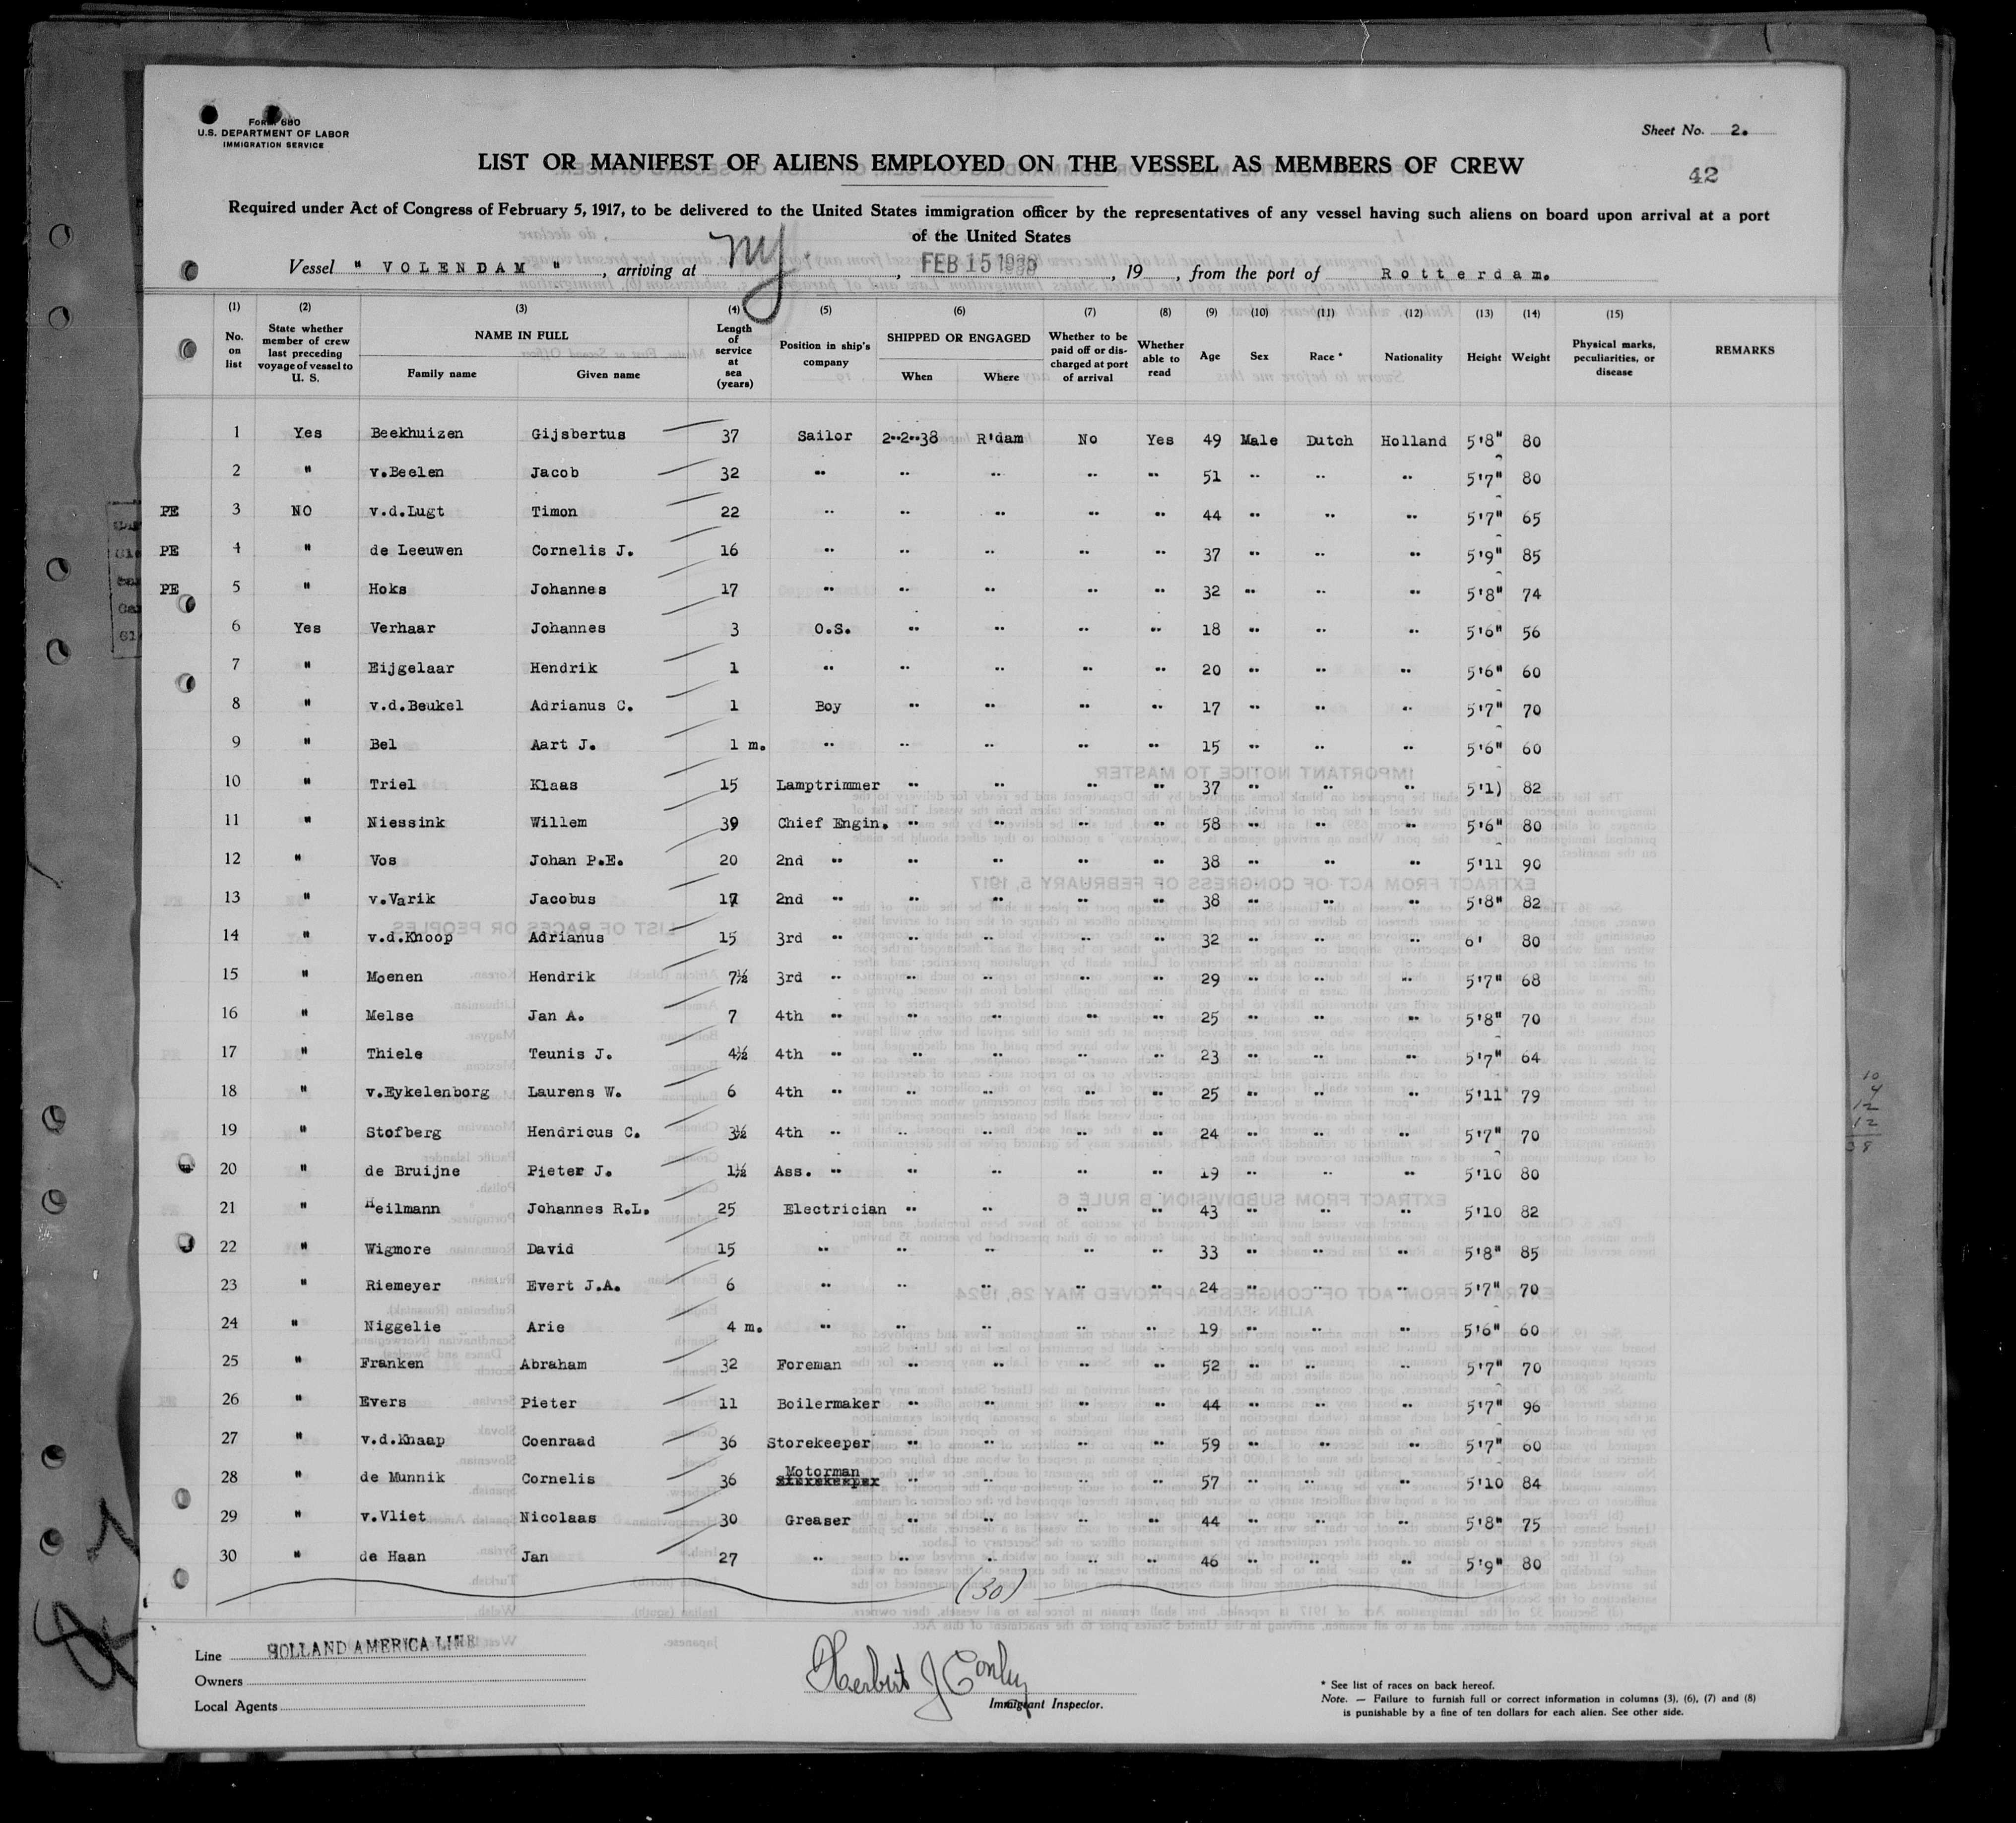 Form 680
U.S. DEPARTMENT OF LABOR
IMMIGRATION SERVICE
Sheet No. 2.
LIST OR MANIFEST OF ALIENS EMPLOYED ON THE VESSEL AS MEMBERS OF CREW
42
Required under Act of Congress of February 5, 1917, to be delivered to the United States immigration officer by the representatives of any vessel having such aliens on board upon arrival at a port
of the United States
Vessel " VOLENDAM ", arriving at NY., FEB 15 1938, 19 , from the port of Rotterdam.
(1) (2) (3) (4) (5) (6) (7) (8) (9) (10) (11) (12) (13) (14) (15)
No. on list State whether member of crew last preceding voyage of vessel to U. S. NAME IN FULL Family name Given name Length of service at sea (years) Position in ship's company SHIPPED OR ENGAGED When Where Whether to be paid off or discharged at port of arrival Whether able to read Age Sex Race * Nationality Height Weight Physical marks, peculiarities, or disease REMARKS
1 Yes Beekhuizen Gijsbertus 37 Sailor 2--2--38 R'dam No Yes 49 Male Dutch Holland 5'8" 80
2 " v.Beelen Jacob 32 " " " " " 51 " " " 5'7" 80
PE 3 NO v.d.Lugt Timon 22 " " " " " 44 " " " 5'7" 65
PE 4 " de Leeuwen Cornelis J. 16 " " " " " 37 " " " 5'9" 85
PE 5 " Hoks Johannes 17 " " " " " 32 " " " 5'8" 74
6 Yes Verhaar Johannes 3 O.S. " " " " 18 " " " 5'6" 56
7 " Eijgelaar Hendrik 1 " " " " " 20 " " " 5'6" 60
8 " v.d.Beukel Adrianus C. 1 Boy " " " " 17 " " " 5'7" 70
9 " Bel Aart J. 1 m. " " " " " 15 " " " 5'6" 60
10 " Triel Klaas 15 Lamptrimmer " " " " 37 " " " 5'1) 82
11 " Niessink Willem 39 Chief Engin. " " " " 58 " " " 5'6" 80
12 " Vos Johan P.E. 20 2nd " " " " " 38 " " " 5'11 90
13 " v.Varik Jacobus 17 2nd " " " " " 38 " " " 5'8" 82
14 " v.d.Knoop Adrianus 15 3rd " " " " " 32 " " " 6' 80
15 " Moenen Hendrik 7½ 3rd " " " " " 29 " " " 5'7" 68
16 " Melse Jan A. 7 4th " " " " " 25 " " " 5'8" 70
17 " Thiele Teunis J. 4½ 4th " " " " " 23 " " " 5'7" 64
18 " v.Eykelenborg Laurens W. 6 4th " " " " " 25 " " " 5'11" 79
19 " Stofberg Hendricus C. 3½ 4th " " " " " 24 " " " 5'7" 70
20 " de Bruijne Pieter J. 1½ Ass. " " " " " 19 " " " 5'10 80
21 " Heilmann Johannes R.L. 25 Electrician " " " " 43 " " " 5'10 82
22 " Wigmore David 15 " " " " " 33 " " " 5'8" 85
23 " Riemeyer Evert J.A. 6 " " " " " 24 " " " 5'7" 70
24 " Niggelie Arie 4 m. " " " " " 19 " " " 5'6" 60
25 " Franken Abraham 32 Foreman " " " " 52 " " " 5'7" 70
26 " Evers Pieter 11 Boilermaker " " " " 44 " " " 5'7" 96
27 " v.d.Knaap Coenraad 36 Storekeeper " " " " 59 " " " 5'7" 60
28 " de Munnik Cornelis 36 Motorman Storekeeper " " " " 57 " " " 5'10 84
29 " v.Vliet Nicolaas 30 Greaser " " " " 44 " " " 5'8" 75
30 " de Haan Jan 27 " " " " " 46 " " " 5'9" 80
(30)
10
4
12
12
38
Line HOLLAND AMERICA LINE
Owners
Local Agents
Herbert J Conley
Immigrant Inspector.
* See list of races on back hereof.
Note. — Failure to furnish full or correct information in columns (3), (6), (7) and (8)
is punishable by a fine of ten dollars for each alien. See other side.